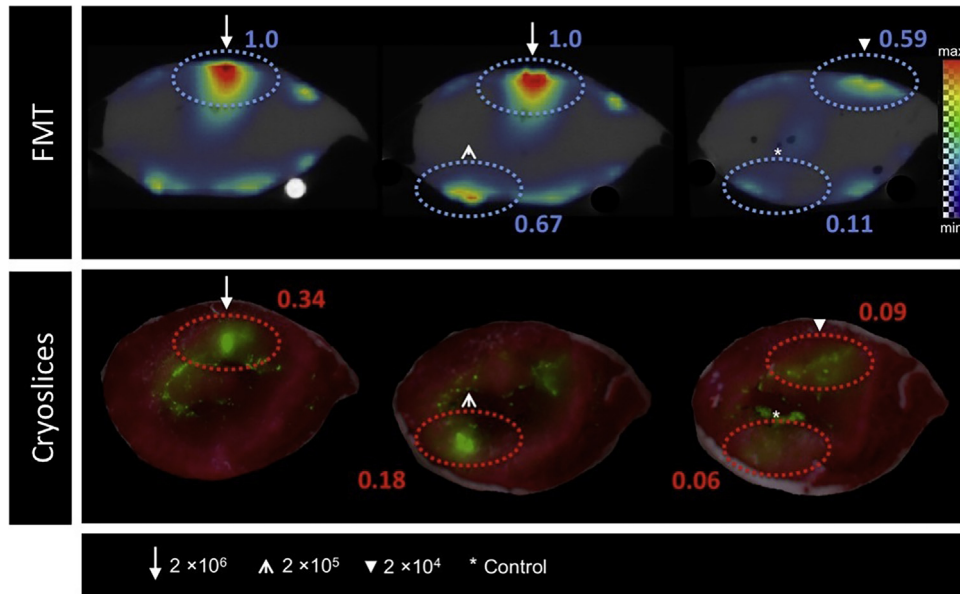 FMT
1.0
1.0
0.59
0.67
*
0.11
max
min
Cryoslices
0.34
0.18
0.09
*
0.06
2 ×10⁶ 2 ×10⁵ 2 ×10⁴ * Control